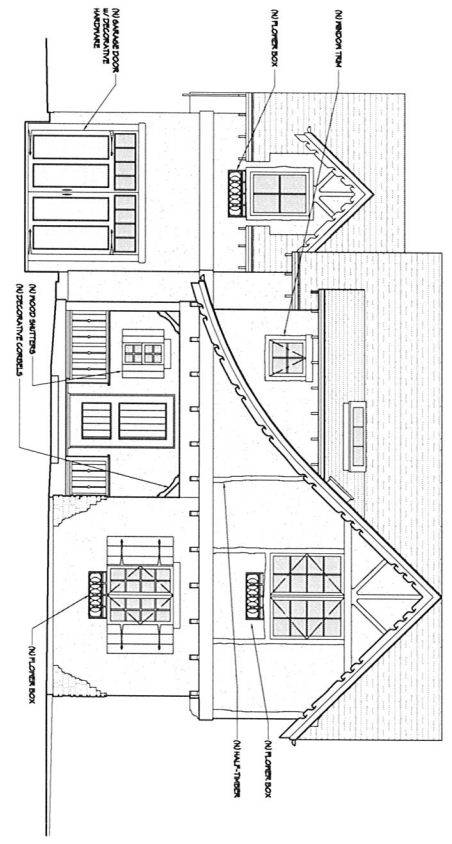 (N) GARAGE DOOR
W/ DECORATIVE
HARDWARE
(N) FLOWER BOX
(N) WINDOW TRIM
(N) WOOD SHUTTERS
(N) DECORATIVE CORBELS
(N) FLOWER BOX
(N) HALF-TIMBER
(N) FLOWER BOX